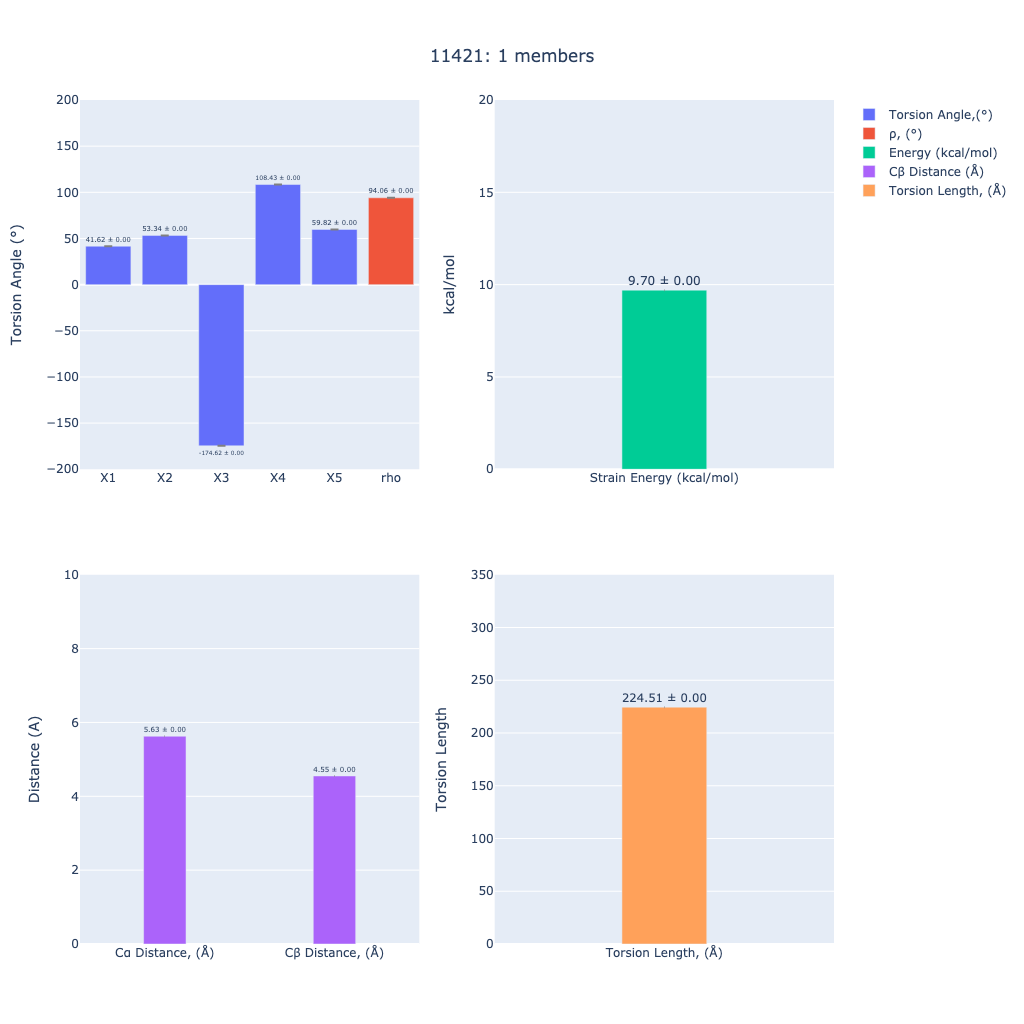 11421: 1 members
200
150
100
50
0
−50
−100
−150
−200
Torsion Angle (°)
41.62 ± 0.00
53.34 ± 0.00
-174.62 ± 0.00
108.43 ± 0.00
59.82 ± 0.00
94.06 ± 0.00
X1
X2
X3
X4
X5
rho
20
15
10
5
0
kcal/mol
9.70 ± 0.00
Strain Energy (kcal/mol)
Torsion Angle,(°)
ρ, (°)
Energy (kcal/mol)
Cβ Distance (Å)
Torsion Length, (Å)
10
8
6
4
2
0
Distance (A)
5.63 ± 0.00
4.55 ± 0.00
Cα Distance, (Å)
Cβ Distance, (Å)
350
300
250
200
150
100
50
0
Torsion Length
224.51 ± 0.00
Torsion Length, (Å)